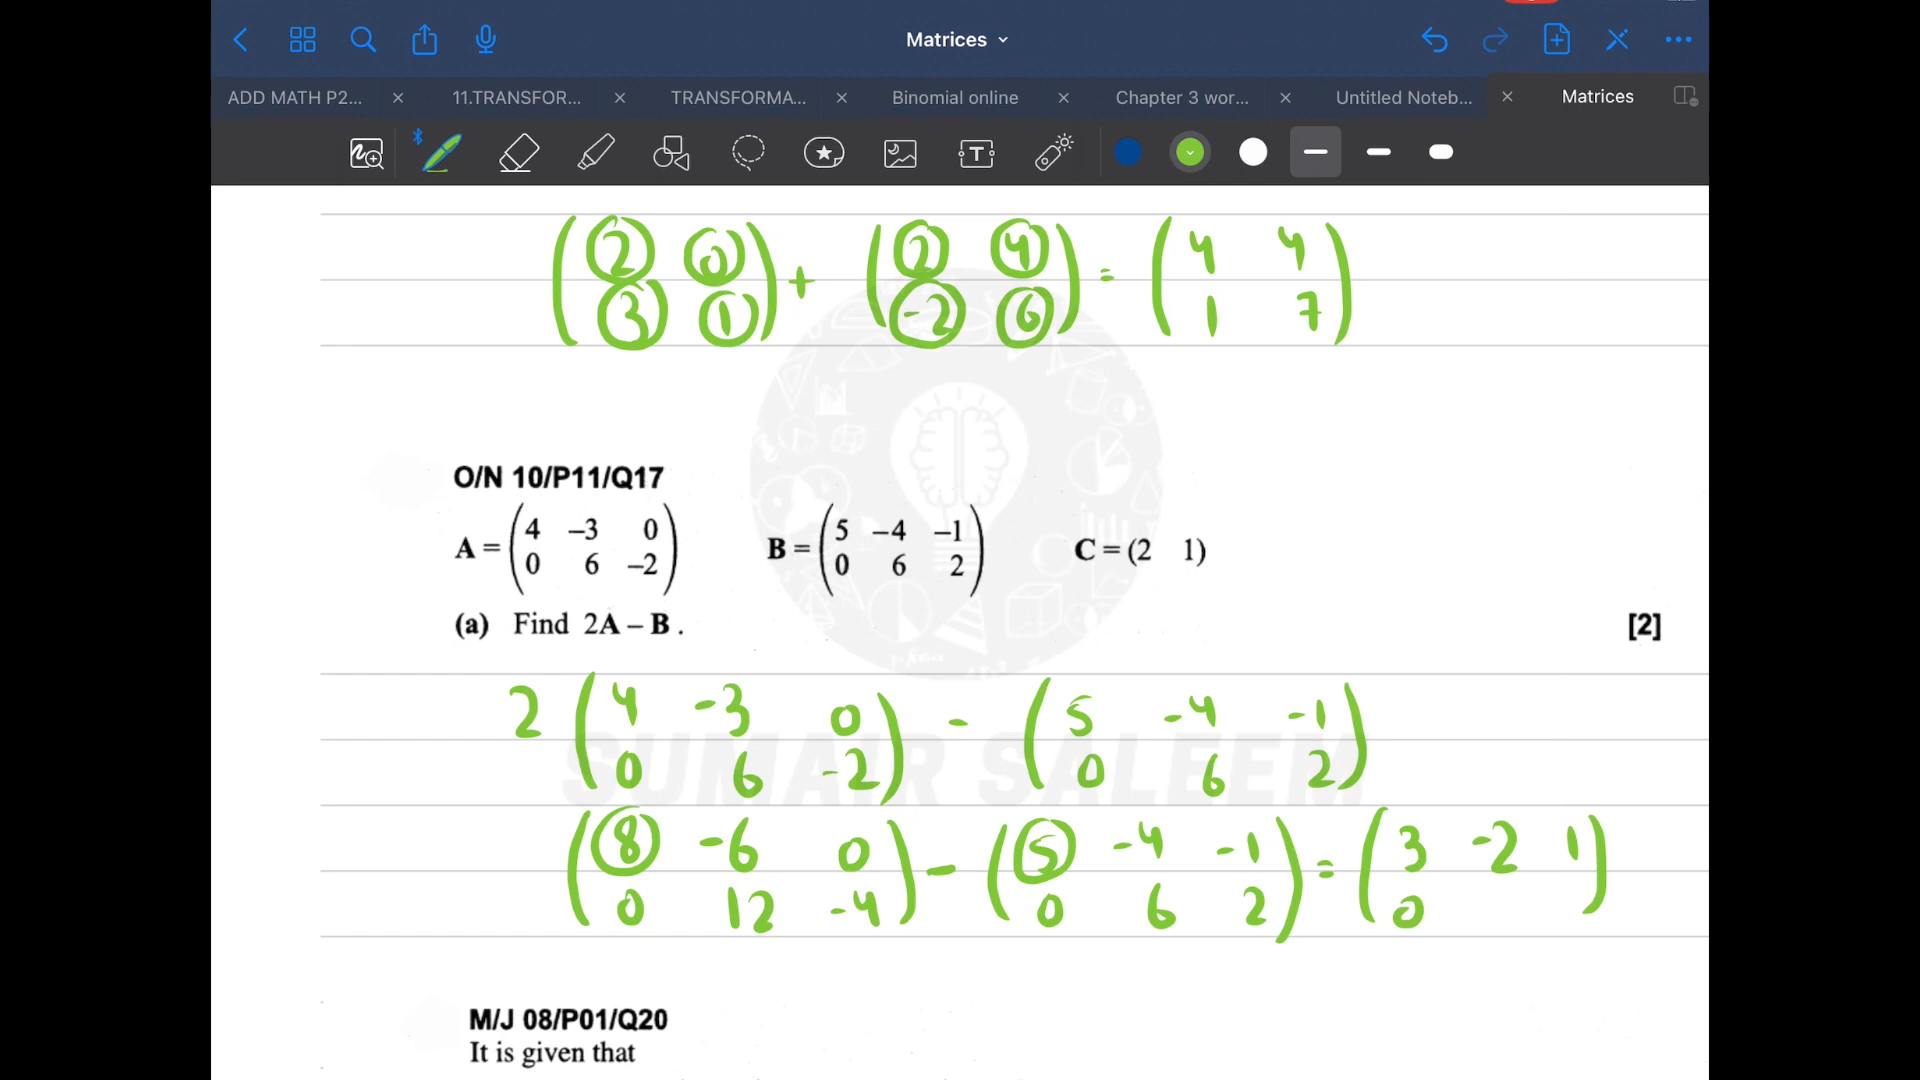 Matrices
ADD MATH P2... × 11.TRANSFOR... × TRANSFORMA... × Binomial online × Chapter 3 wor... × Untitled Noteb... × Matrices
(2 0) + (2 4) = (4 4)
(3 1) (-2 6) (1 7)
O/N 10/P11/Q17
A = (4 −3 0) B = (5 −4 −1) C = (2 1)
(0 6 −2) (0 6 2)
(a) Find 2A − B . [2]
2 (4 -3 0) - (5 -4 -1)
(0 6 -2) (0 6 2)
SUMAIR SALEEM
(8 -6 0) - (5 -4 -1) = (3 -2 1)
(0 12 -4) (0 6 2) (0
M/J 08/P01/Q20
It is given that